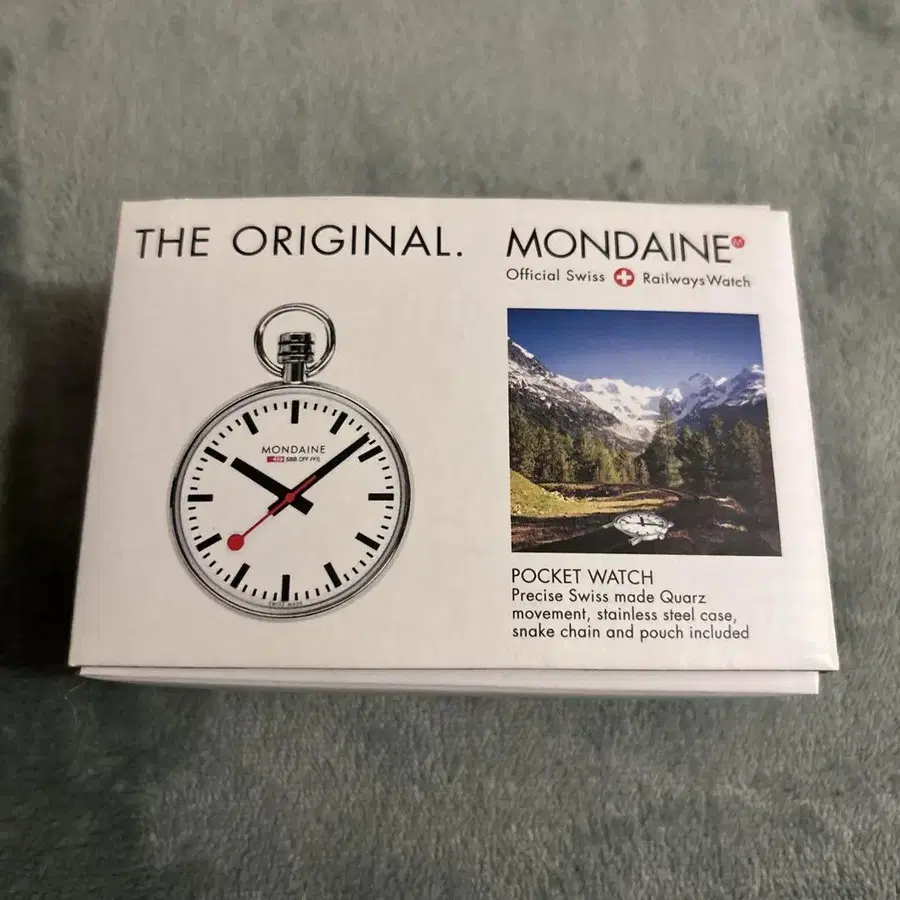 THE ORIGINAL.
MONDAINE
Official Swiss Railways Watch
MONDAINE
SBB CFF FFS
SWISS MADE
POCKET WATCH
Precise Swiss made Quarz
movement, stainless steel case,
snake chain and pouch included